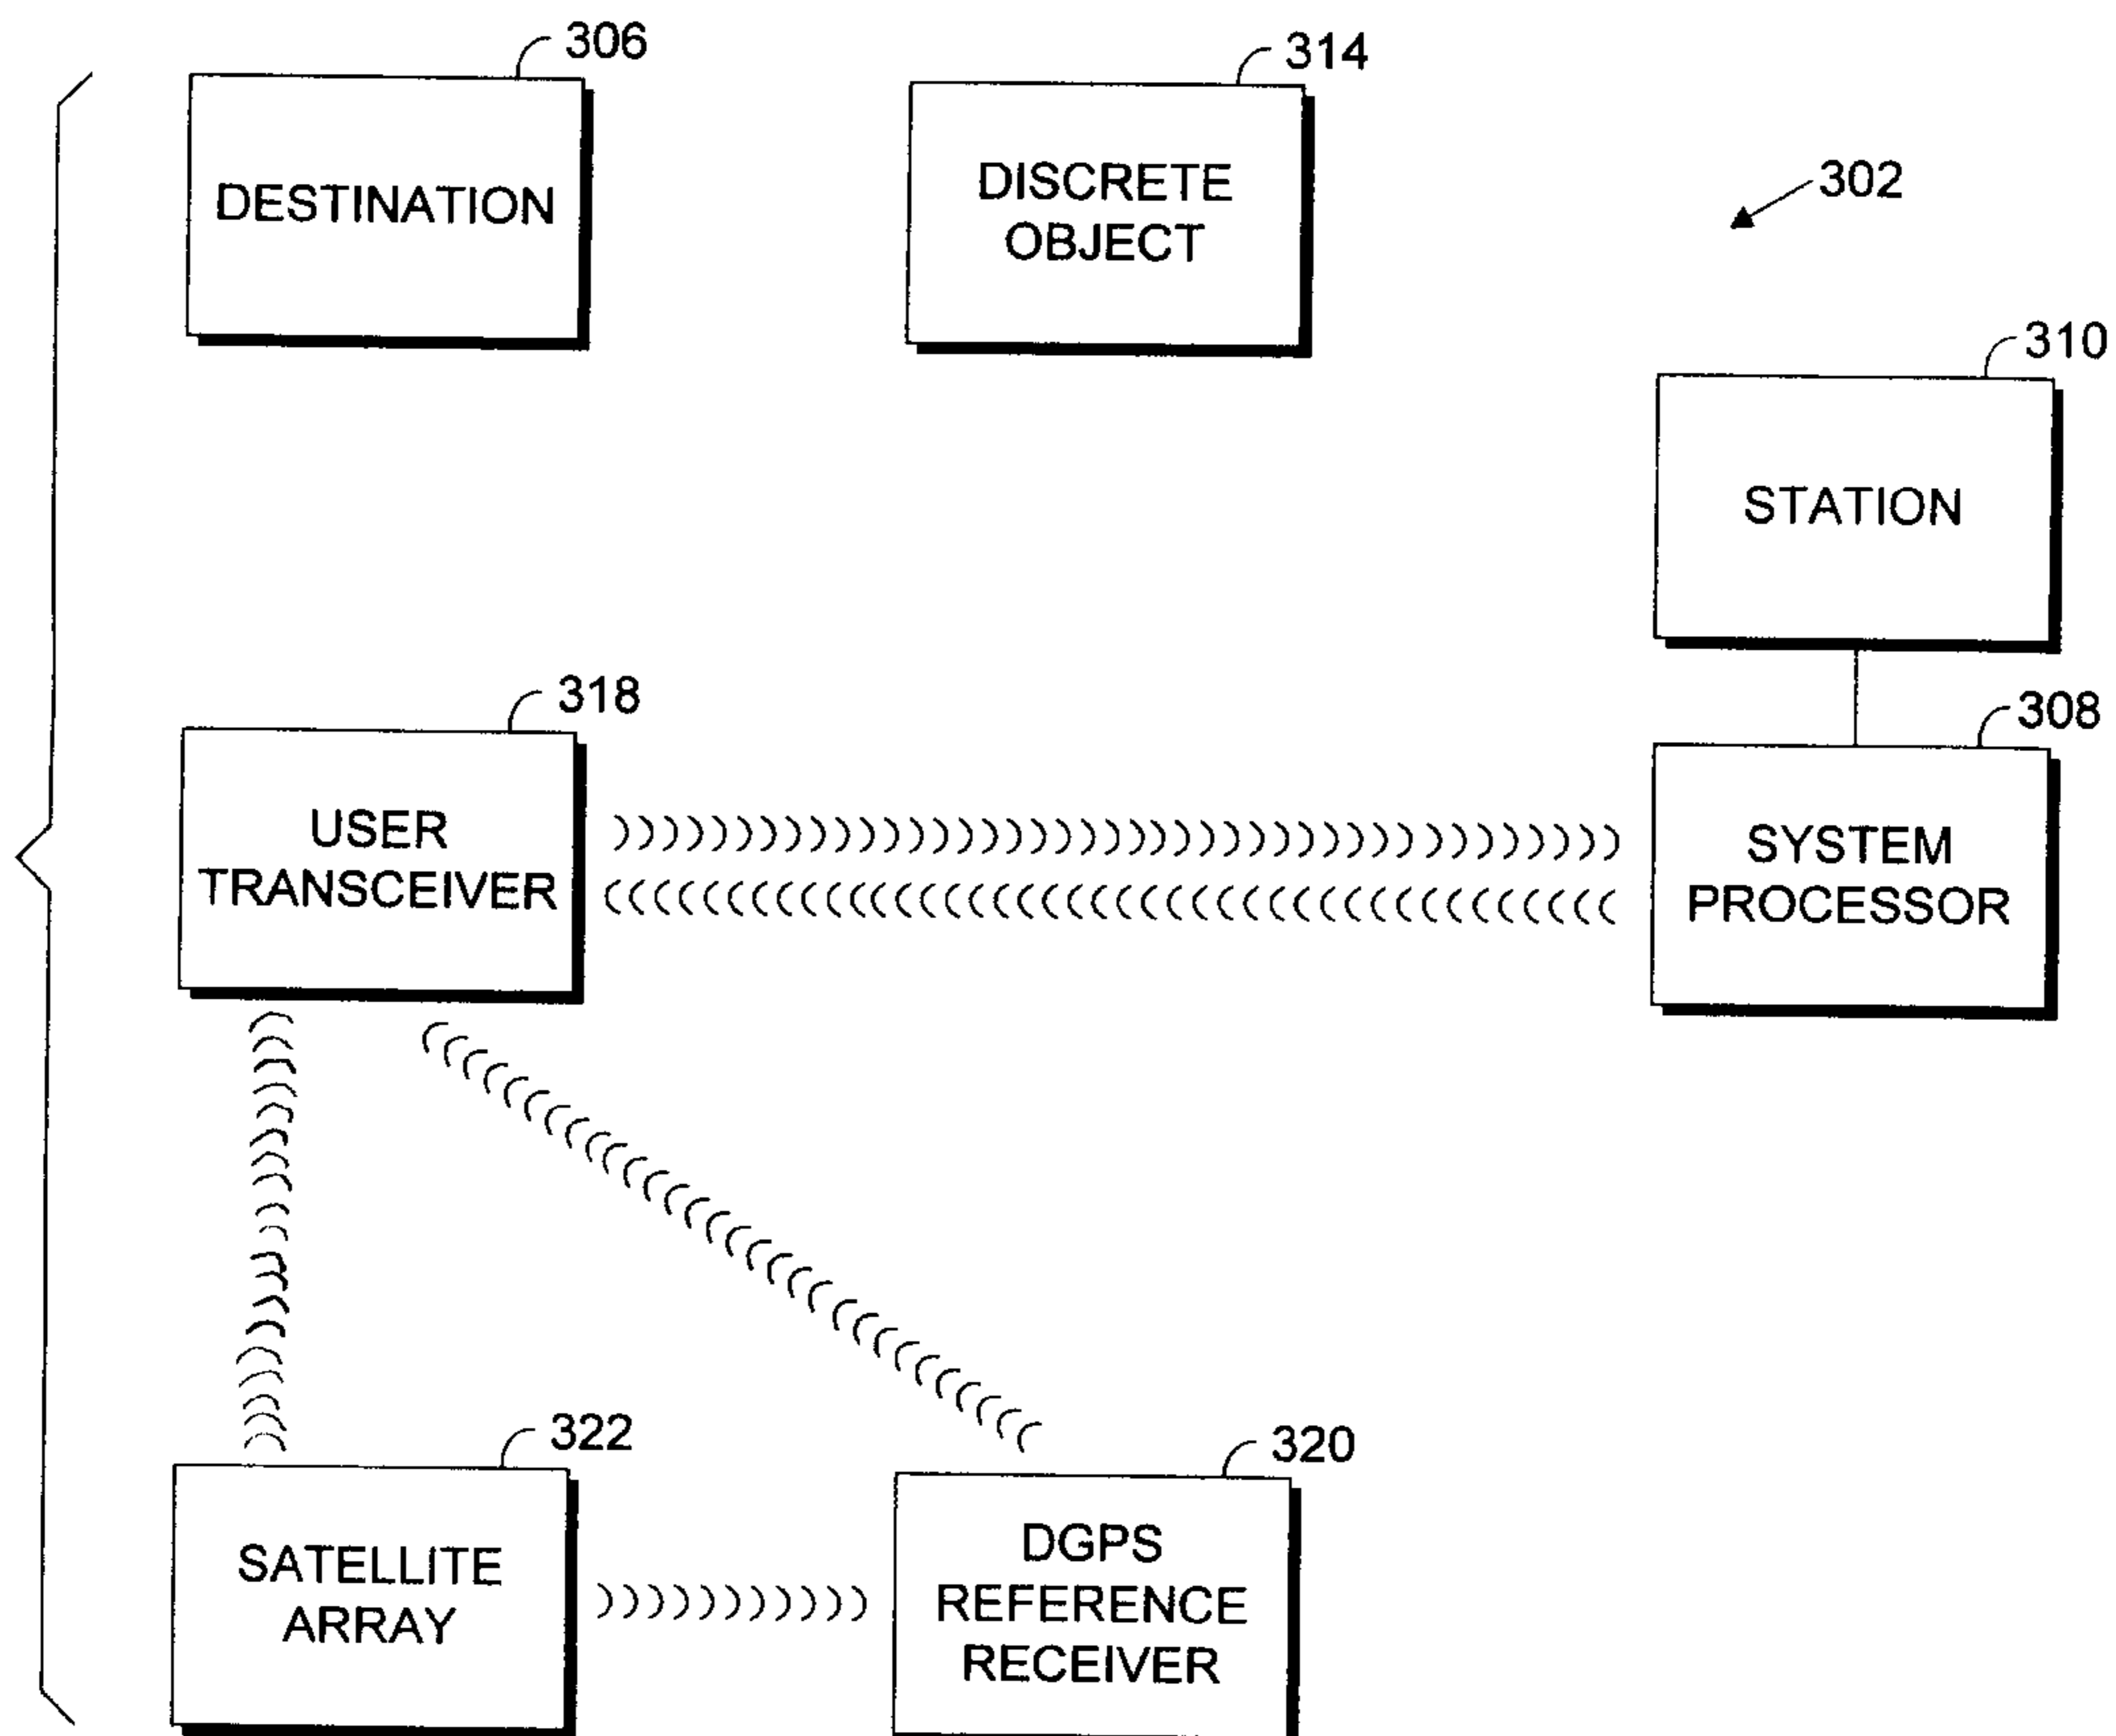 306
314
DESTINATION
DISCRETE
OBJECT
302
310
STATION
318
308
USER
TRANSCEIVER
SYSTEM
PROCESSOR
322
320
SATELLITE
ARRAY
DGPS
REFERENCE
RECEIVER